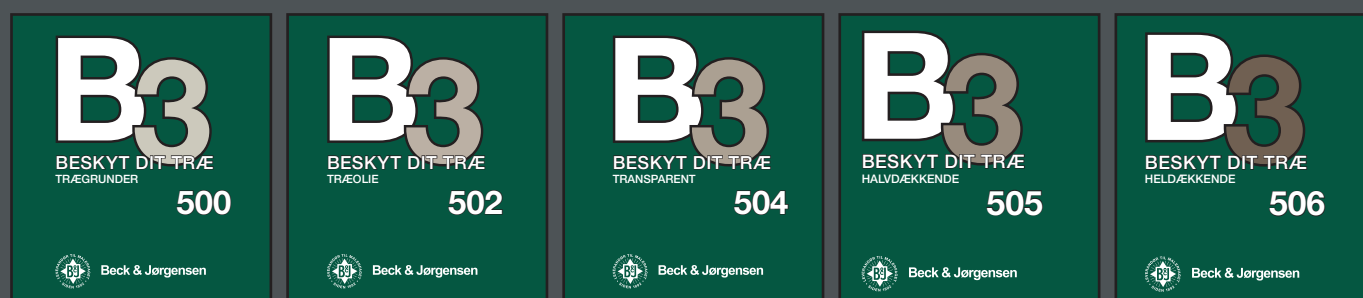 B3
BESKYT DIT TRÆ
TRÆGRUNDER
500
Beck & Jørgensen
B3
BESKYT DIT TRÆ
TRÆOLIE
502
Beck & Jørgensen
B3
BESKYT DIT TRÆ
TRANSPARENT
504
Beck & Jørgensen
B3
BESKYT DIT TRÆ
HALVDÆKKENDE
505
Beck & Jørgensen
B3
BESKYT DIT TRÆ
HELDÆKKENDE
506
Beck & Jørgensen